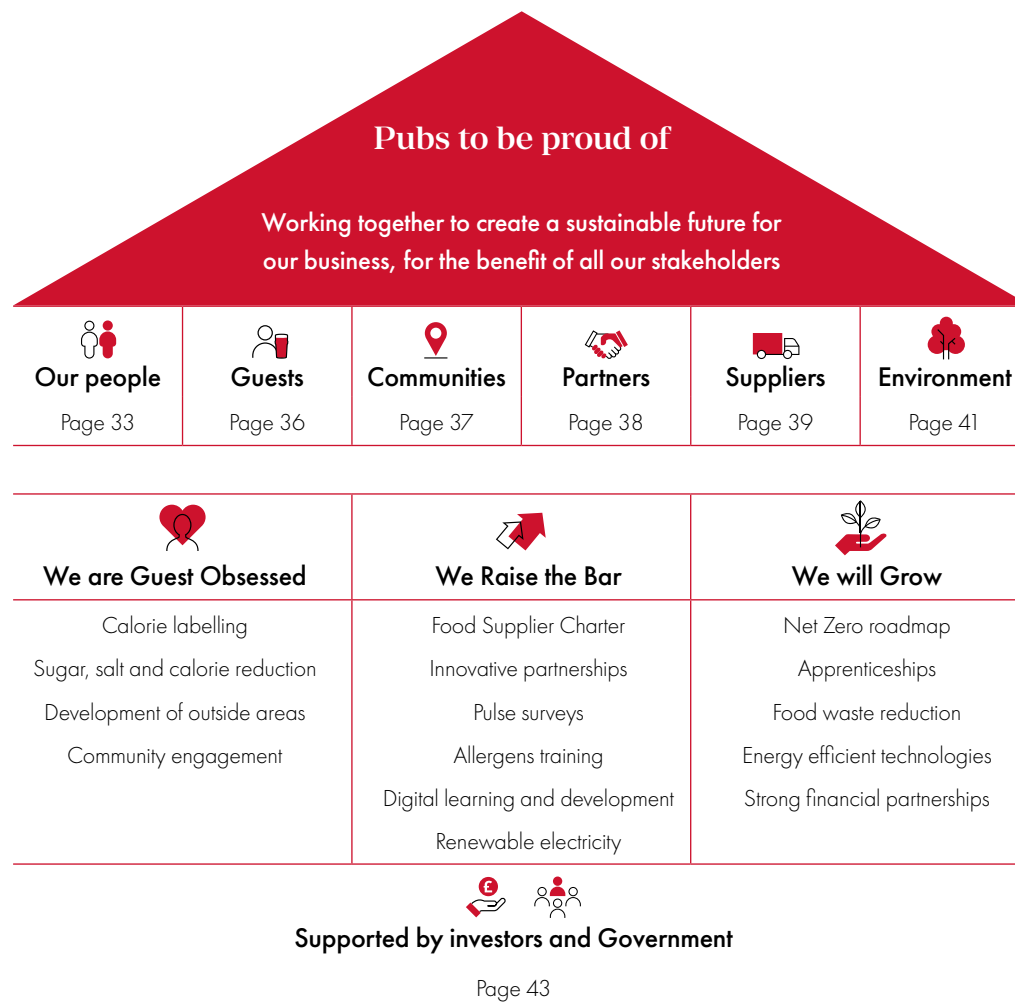 Pubs to be proud of
Working together to create a sustainable future for
our business, for the benefit of all our stakeholders
Our people
Page 33
Guests
Page 36
Communities
Page 37
Partners
Page 38
Suppliers
Page 39
Environment
Page 41
We are Guest Obsessed
Calorie labelling
Sugar, salt and calorie reduction
Development of outside areas
Community engagement
We Raise the Bar
Food Supplier Charter
Innovative partnerships
Pulse surveys
Allergens training
Digital learning and development
Renewable electricity
We will Grow
Net Zero roadmap
Apprenticeships
Food waste reduction
Energy efficient technologies
Strong financial partnerships
£
Supported by investors and Government
Page 43